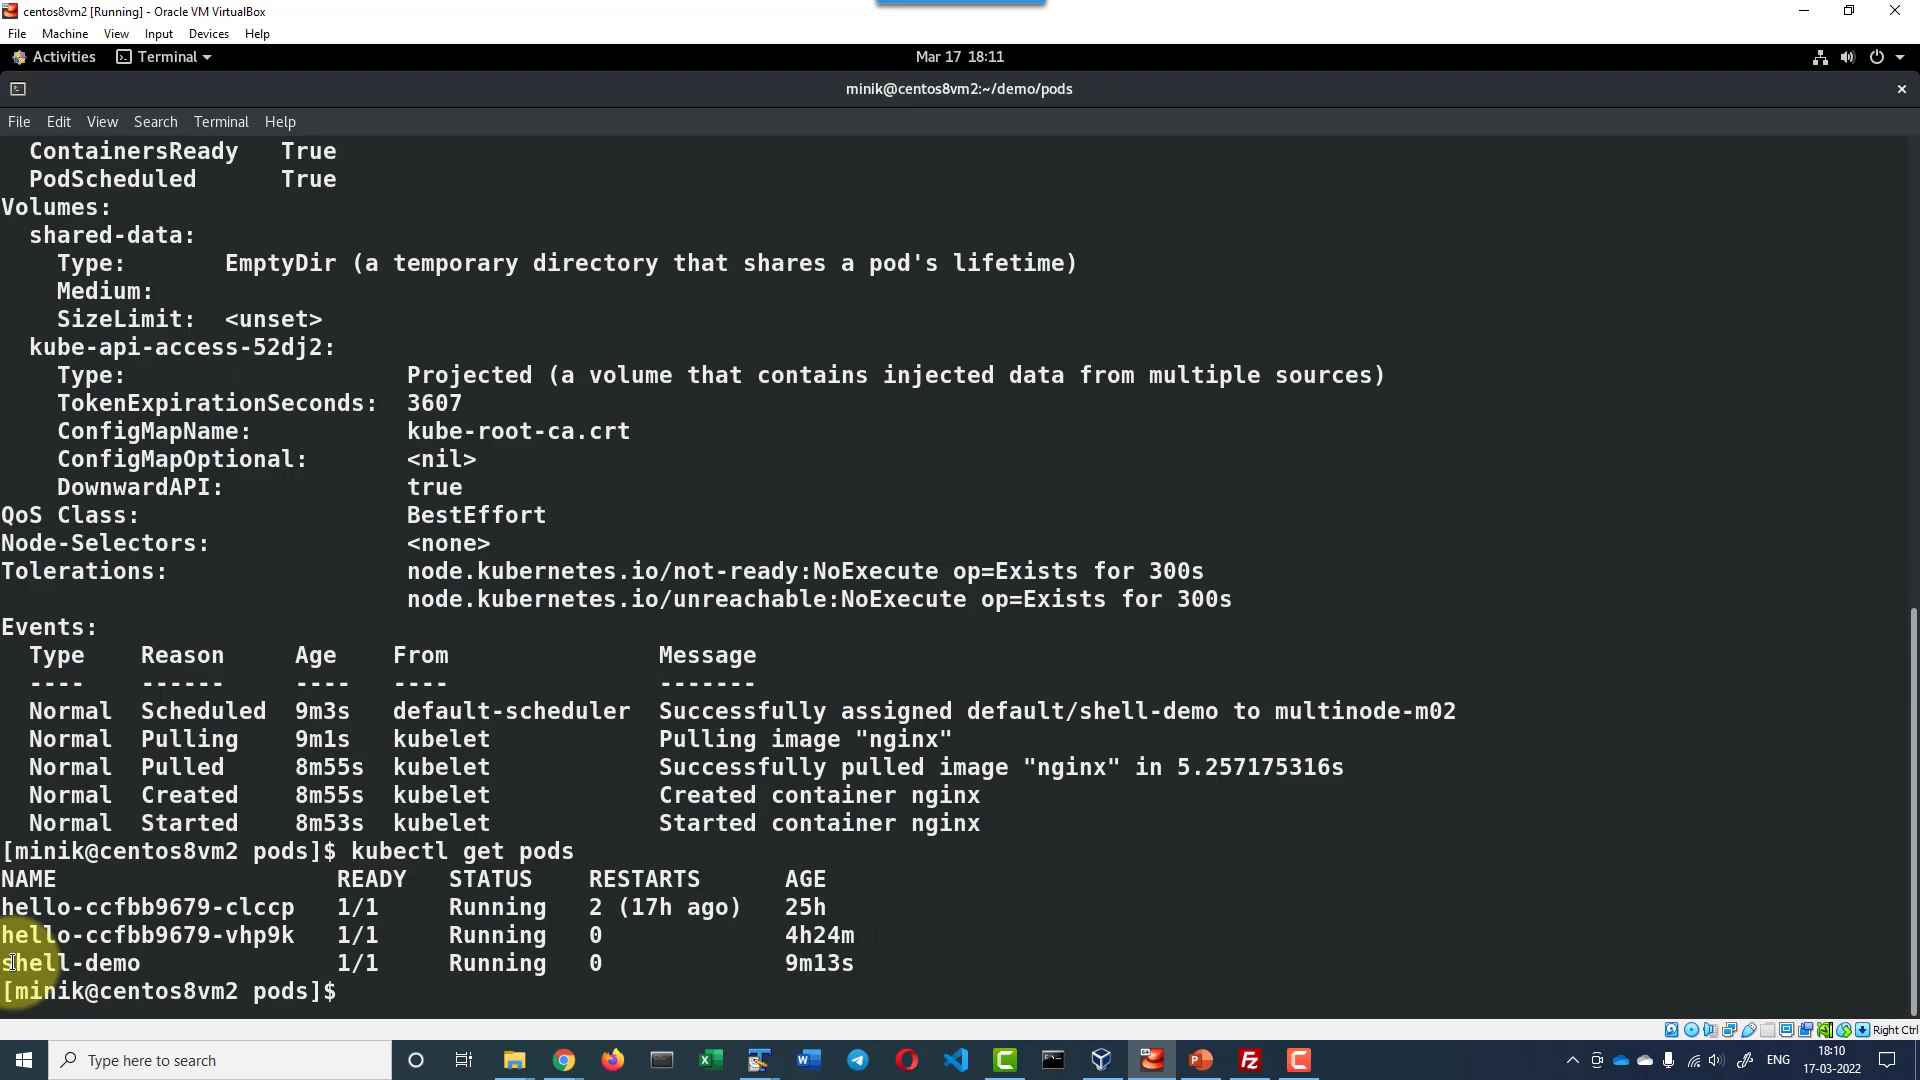 centos8vm2 [Running] - Oracle VM VirtualBox
File Machine View Input Devices Help
Activities Terminal Mar 17 18:11
minik@centos8vm2:~/demo/pods
File Edit View Search Terminal Help
ContainersReady True
PodScheduled True
Volumes:
shared-data:
Type: EmptyDir (a temporary directory that shares a pod's lifetime)
Medium:
SizeLimit: <unset>
kube-api-access-52dj2:
Type: Projected (a volume that contains injected data from multiple sources)
TokenExpirationSeconds: 3607
ConfigMapName: kube-root-ca.crt
ConfigMapOptional: <nil>
DownwardAPI: true
QoS Class: BestEffort
Node-Selectors: <none>
Tolerations: node.kubernetes.io/not-ready:NoExecute op=Exists for 300s
node.kubernetes.io/unreachable:NoExecute op=Exists for 300s
Events:
Type Reason Age From Message
---- ------ ---- ---- -------
Normal Scheduled 9m3s default-scheduler Successfully assigned default/shell-demo to multinode-m02
Normal Pulling 9m1s kubelet Pulling image "nginx"
Normal Pulled 8m55s kubelet Successfully pulled image "nginx" in 5.257175316s
Normal Created 8m55s kubelet Created container nginx
Normal Started 8m53s kubelet Started container nginx
[minik@centos8vm2 pods]$ kubectl get pods
NAME READY STATUS RESTARTS AGE
hello-ccfbb9679-clccp 1/1 Running 2 (17h ago) 25h
hello-ccfbb9679-vhp9k 1/1 Running 0 4h24m
shell-demo 1/1 Running 0 9m13s
[minik@centos8vm2 pods]$
Right Ctrl
Type here to search
ENG
18:10
17-03-2022